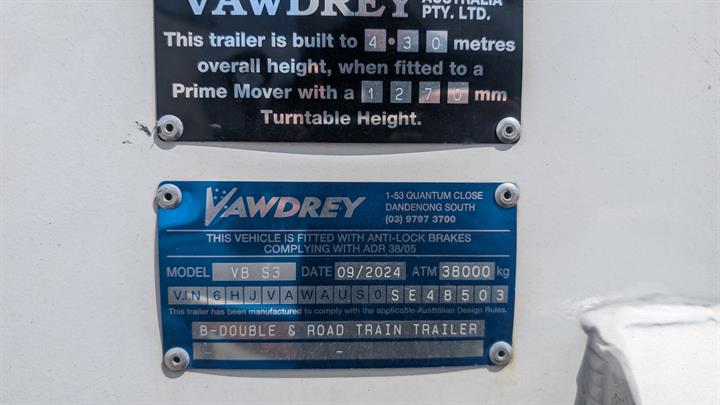 VAWDREY AUSTRALIA PTY. LTD.
This trailer is built to 4•30 metres
overall height, when fitted to a
Prime Mover with a 1270 mm
Turntable Height.
VAWDREY
1-53 QUANTUM CLOSE
DANDENONG SOUTH
(03) 9797 3700
THIS VEHICLE IS FITTED WITH ANTI-LOCK BRAKES
COMPLYING WITH ADR 38/05
MODEL VB S3 DATE 09/2024 ATM 38000 kg
VIN 6HJVAWAUS0SE48503
This trailer has been manufactured to comply with the applicable Australian Design Rules.
B-DOUBLE & ROAD TRAIN TRAILER
-